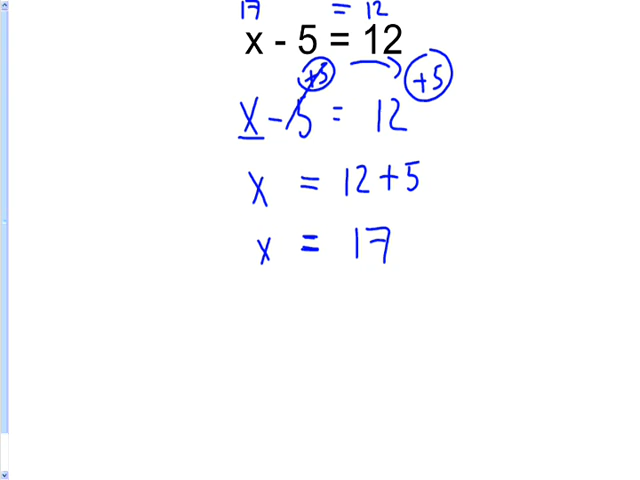 17 = 12
x - 5 = 12
+5 +5
x - 5 = 12
x = 12 + 5
x = 17